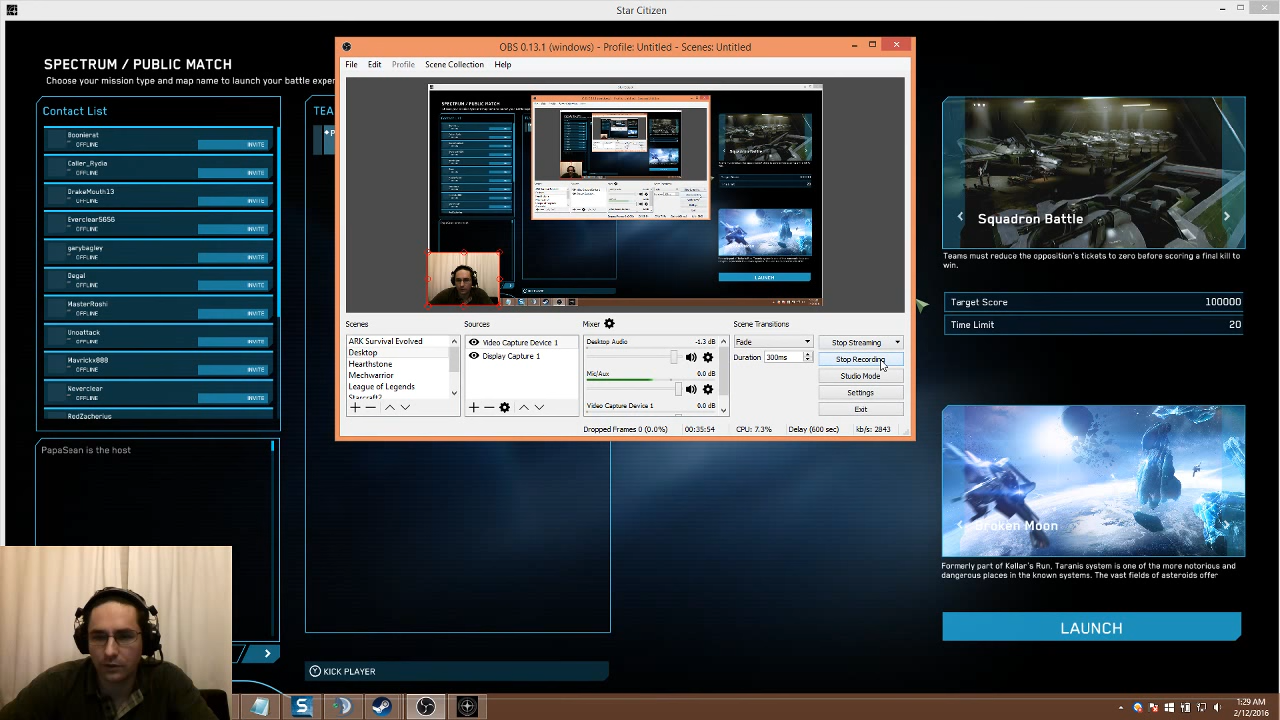 Star Citizen
SPECTRUM / PUBLIC MATCH
Choose your mission type and map name to launch your battle exper
Contact List
Boonierat
OFFLINE
INVITE
Caller_Rydia
OFFLINE
INVITE
DrakeMouth13
OFFLINE
INVITE
Everclear5656
OFFLINE
INVITE
garybagley
OFFLINE
INVITE
Degal
OFFLINE
INVITE
MasterRoshi
OFFLINE
INVITE
Unoattack
OFFLINE
INVITE
Mavrickx888
OFFLINE
INVITE
Neverclear
OFFLINE
INVITE
RedZacherius
PapaSean is the host
TEA
KICK PLAYER
OBS 0.13.1 (windows) - Profile: Untitled - Scenes: Untitled
File Edit Profile Scene Collection Help
SPECTRUM / PUBLIC MATCH
Contact List
Squadron Battle
LAUNCH
Scenes
ARK Survival Evolved
Desktop
Hearthstone
Mechwarrior
League of Legends
Starcraft2
Sources
Video Capture Device 1
Display Capture 1
Mixer
Desktop Audio -1.3 dB
Mic/Aux 0.0 dB
Video Capture Device 1 0.0 dB
Scene Transitions
Fade
Duration 300ms
Stop Streaming
Stop Recording
Studio Mode
Settings
Exit
Dropped Frames 0 (0.0%) 00:35:54 CPU: 7.3% Delay (600 sec) kb/s: 2843
Squadron Battle
Teams must reduce the opposition's tickets to zero before scoring a final kill to
win.
Target Score 100000
Time Limit 20
Broken Moon
Formerly part of Kellar's Run, Taranis system is one of the more notorious and
dangerous places in the known systems. The vast fields of asteroids offer
LAUNCH
1:29 AM
2/12/2016